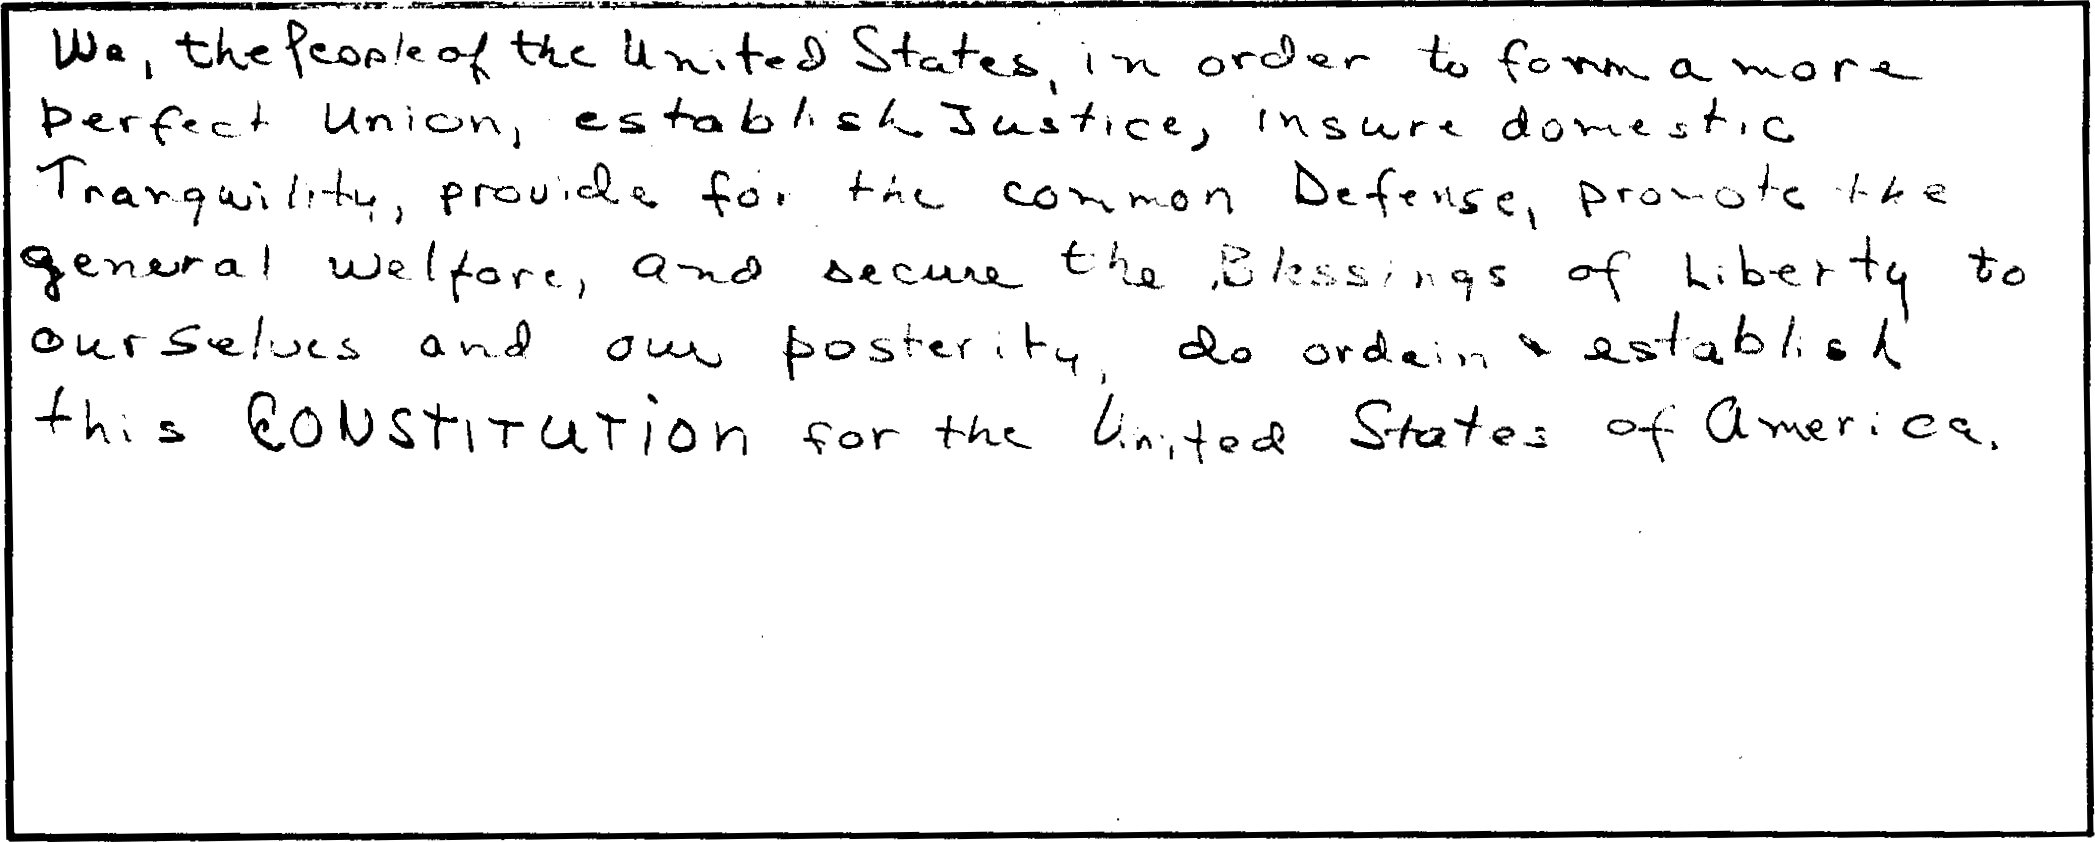 We, the People of the United States, in order to form a more
perfect Union, establish Justice, insure domestic
Tranquility, provide for the common Defense, promote the
general welfare, and secure the Blessings of Liberty to
ourselves and our posterity, do ordain & establish
this CONSTITUTION for the United States of America.